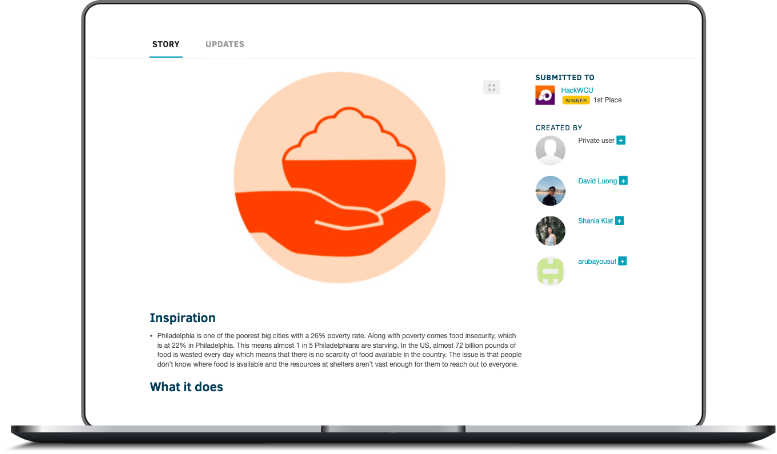 STORY UPDATES
SUBMITTED TO
HackWCU
WINNER 1st Place
CREATED BY
Private user +
David Luong +
Shania Kiat +
arubayousuf +
Inspiration
• Philadelphia is one of the poorest big cities with a 26% poverty rate. Along with poverty comes food insecurity, which
is at 22% in Philadelphia. This means almost 1 in 5 Philadelphians are starving. In the US, almost 72 billion pounds of
food is wasted every day which means that there is no scarcity of food available in the country. The issue is that people
don't know where food is available and the resources at shelters aren't vast enough for them to reach out to everyone.
What it does